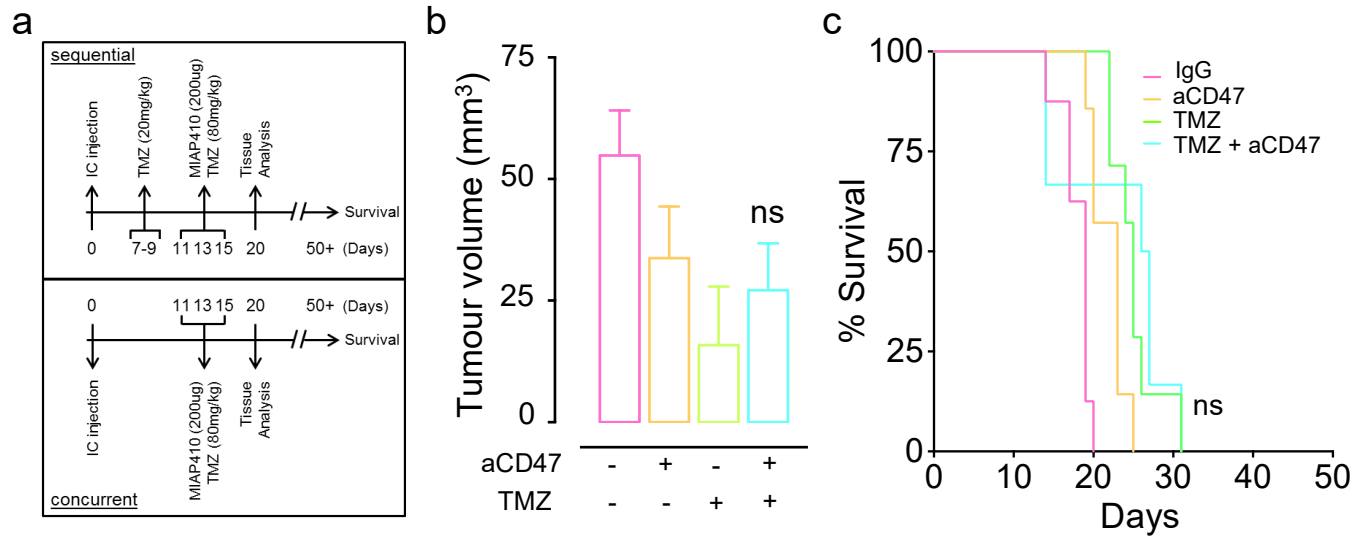 a
sequential
IC injection
TMZ (20mg/kg)
MIAP410 (200ug)
TMZ (80mg/kg)
Tissue
Analysis
Survival
0 7-9 11 13 15 20 50+ (Days)
0 11 13 15 20 50+ (Days)
Survival
IC injection
MIAP410 (200ug)
TMZ (80mg/kg)
Tissue
Analysis
concurrent
b
Tumour volume (mm³)
75
50
25
0
ns
aCD47 - + - +
TMZ - - + +
c
% Survival
100
75
50
25
0
IgG
aCD47
TMZ
TMZ + aCD47
ns
0 10 20 30 40 50
Days